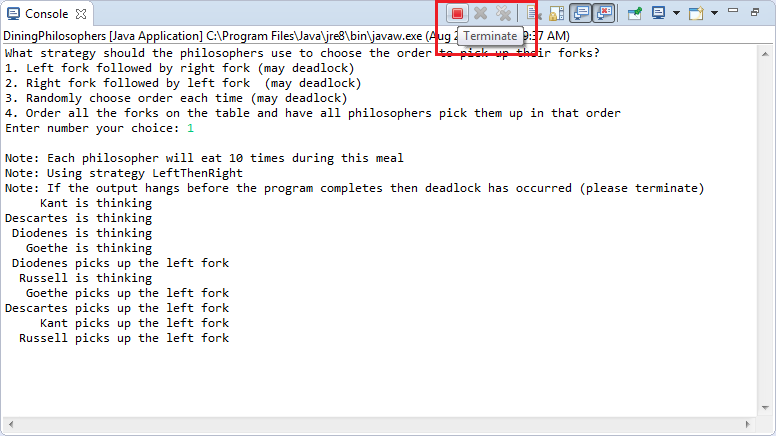 Console
DiningPhilosophers [Java Application] C:\Program Files\Java\jre8\bin\javaw.exe (Aug 2 9:37 AM)
Terminate
What strategy should the philosophers use to choose the order to pick up their forks?
1. Left fork followed by right fork (may deadlock)
2. Right fork followed by left fork  (may deadlock)
3. Randomly choose order each time (may deadlock)
4. Order all the forks on the table and have all philosophers pick them up in that order
Enter number your choice: 1
Note: Each philosopher will eat 10 times during this meal
Note: Using strategy LeftThenRight
Note: If the output hangs before the program completes then deadlock has occurred (please terminate)
Kant is thinking
Descartes is thinking
Diodenes is thinking
Goethe is thinking
Diodenes picks up the left fork
Russell is thinking
Goethe picks up the left fork
Descartes picks up the left fork
Kant picks up the left fork
Russell picks up the left fork